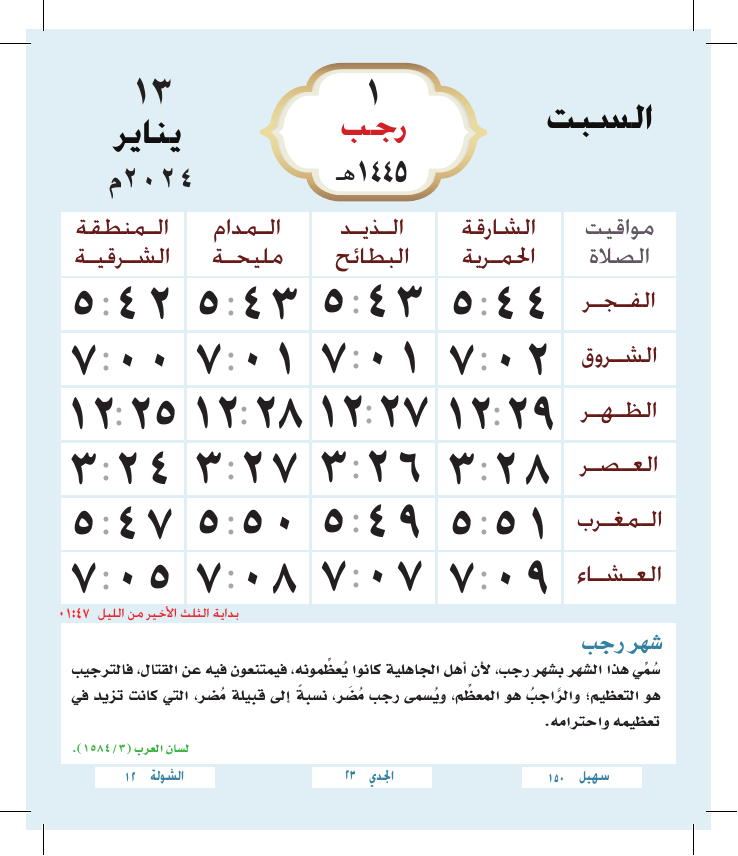 السبت
١
رجب
١٤٤٥هـ
١٣
يناير
٢٠٢٤م
مواقيت الصلاة	الشارقة الحمرية	الذيد البطائح	المدام مليحة	المنطقة الشرقية
الفجر	٥:٤٤	٥:٤٣	٥:٤٣	٥:٤٢
الشروق	٧:٠٢	٧:٠١	٧:٠١	٧:٠٠
الظهر	١٢:٢٩	١٢:٢٧	١٢:٢٨	١٢:٢٥
العصر	٣:٢٨	٣:٢٦	٣:٢٧	٣:٢٤
المغرب	٥:٥١	٥:٤٩	٥:٥٠	٥:٤٧
العشاء	٧:٠٩	٧:٠٧	٧:٠٨	٧:٠٥
بداية الثلث الأخير من الليل ٠١:٤٧
شهر رجب
سُمِّي هذا الشهر بشهر رجب، لأن أهل الجاهلية كانوا يُعظِّمونه، فيمتنعون فيه عن القتال، فالترجيب
هو التعظيم؛ والرَّاجبُ هو المعظِّم، ويُسمى رجب مُضَر، نسبةً إلى قبيلة مُضر، التي كانت تزيد في
تعظيمه واحترامه.
لسان العرب (١٥٨٤/٣).
سهيل ١٥٠
الجدي ٢٣
الشولة ١٢